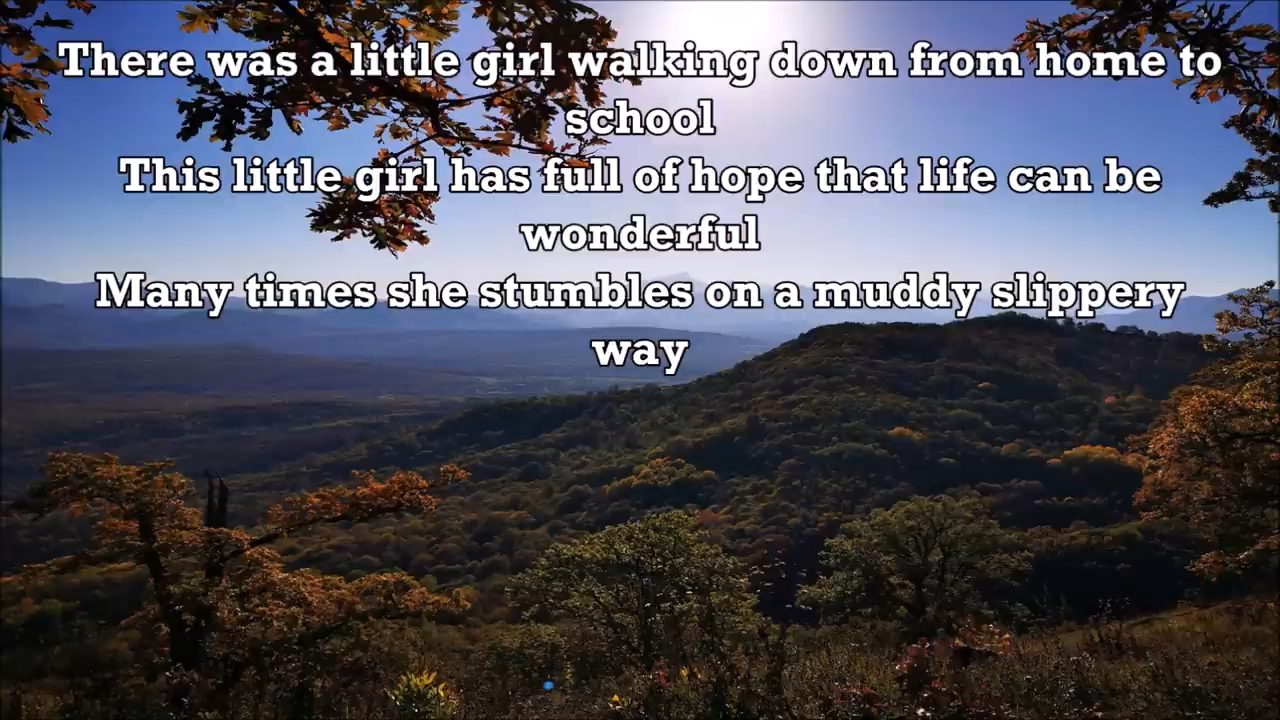 There was a little girl walking down from home to
school
This little girl has full of hope that life can be
wonderful
Many times she stumbles on a muddy slippery
way